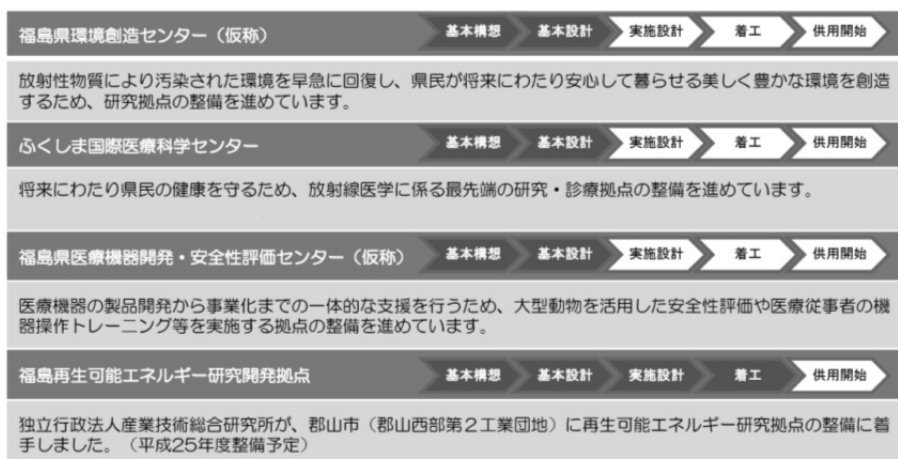 福島県環境創造センター（仮称） 基本構想 基本設計 実施設計 着工 供用開始
放射性物質により汚染された環境を早急に回復し、県民が将来にわたり安心して暮らせる美しく豊かな環境を創造
するため、研究拠点の整備を進めています。
ふくしま国際医療科学センター 基本構想 基本設計 実施設計 着工 供用開始
将来にわたり県民の健康を守るため、放射線医学に係る最先端の研究・診療拠点の整備を進めています。
福島県医療機器開発・安全性評価センター（仮称） 基本構想 基本設計 実施設計 着工 供用開始
医療機器の製品開発から事業化までの一体的な支援を行うため、大型動物を活用した安全性評価や医療従事者の機
器操作トレーニング等を実施する拠点の整備を進めています。
福島再生可能エネルギー研究開発拠点 基本構想 基本設計 実施設計 着工 供用開始
独立行政法人産業技術総合研究所が、郡山市（郡山西部第２工業団地）に再生可能エネルギー研究拠点の整備に着
手しました。（平成25年度整備予定）